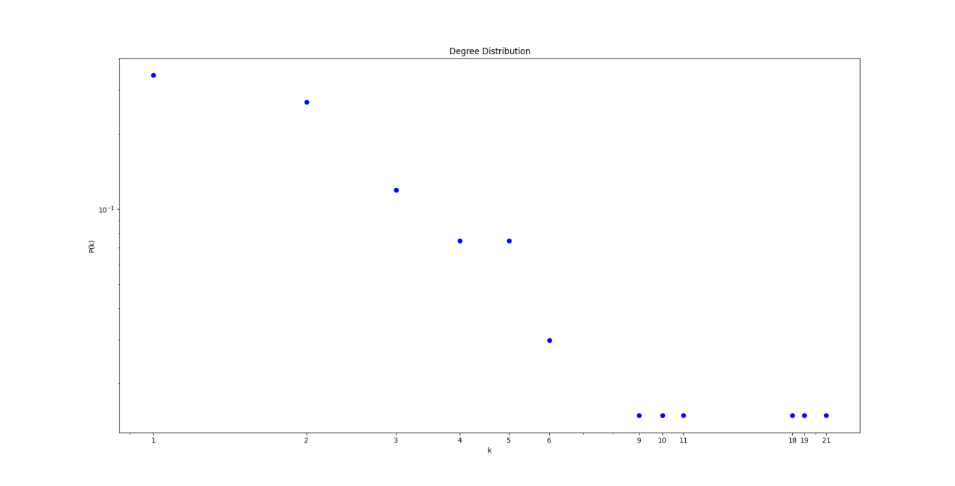 Degree Distribution
10⁻¹
P(k)
1 2 3 4 5 6 9 10 11 18 19 21
k